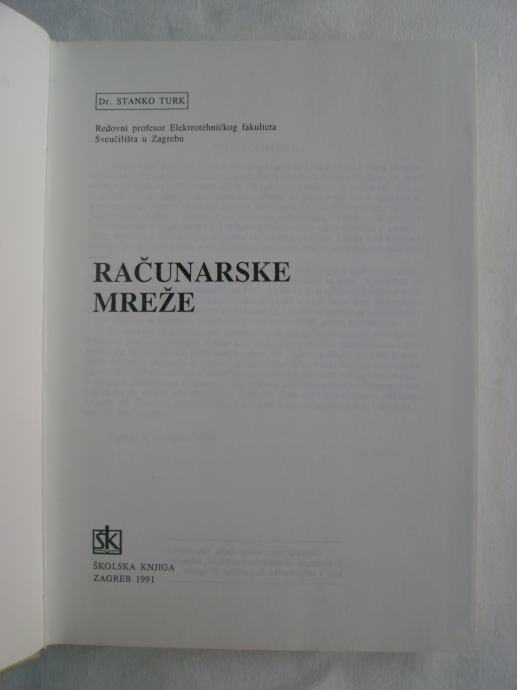 Dr. STANKO TURK
Redovni profesor Elektrotehničkog fakulteta
Sveučilišta u Zagrebu
RAČUNARSKE
MREŽE
šk
ŠKOLSKA KNJIGA
ZAGREB 1991